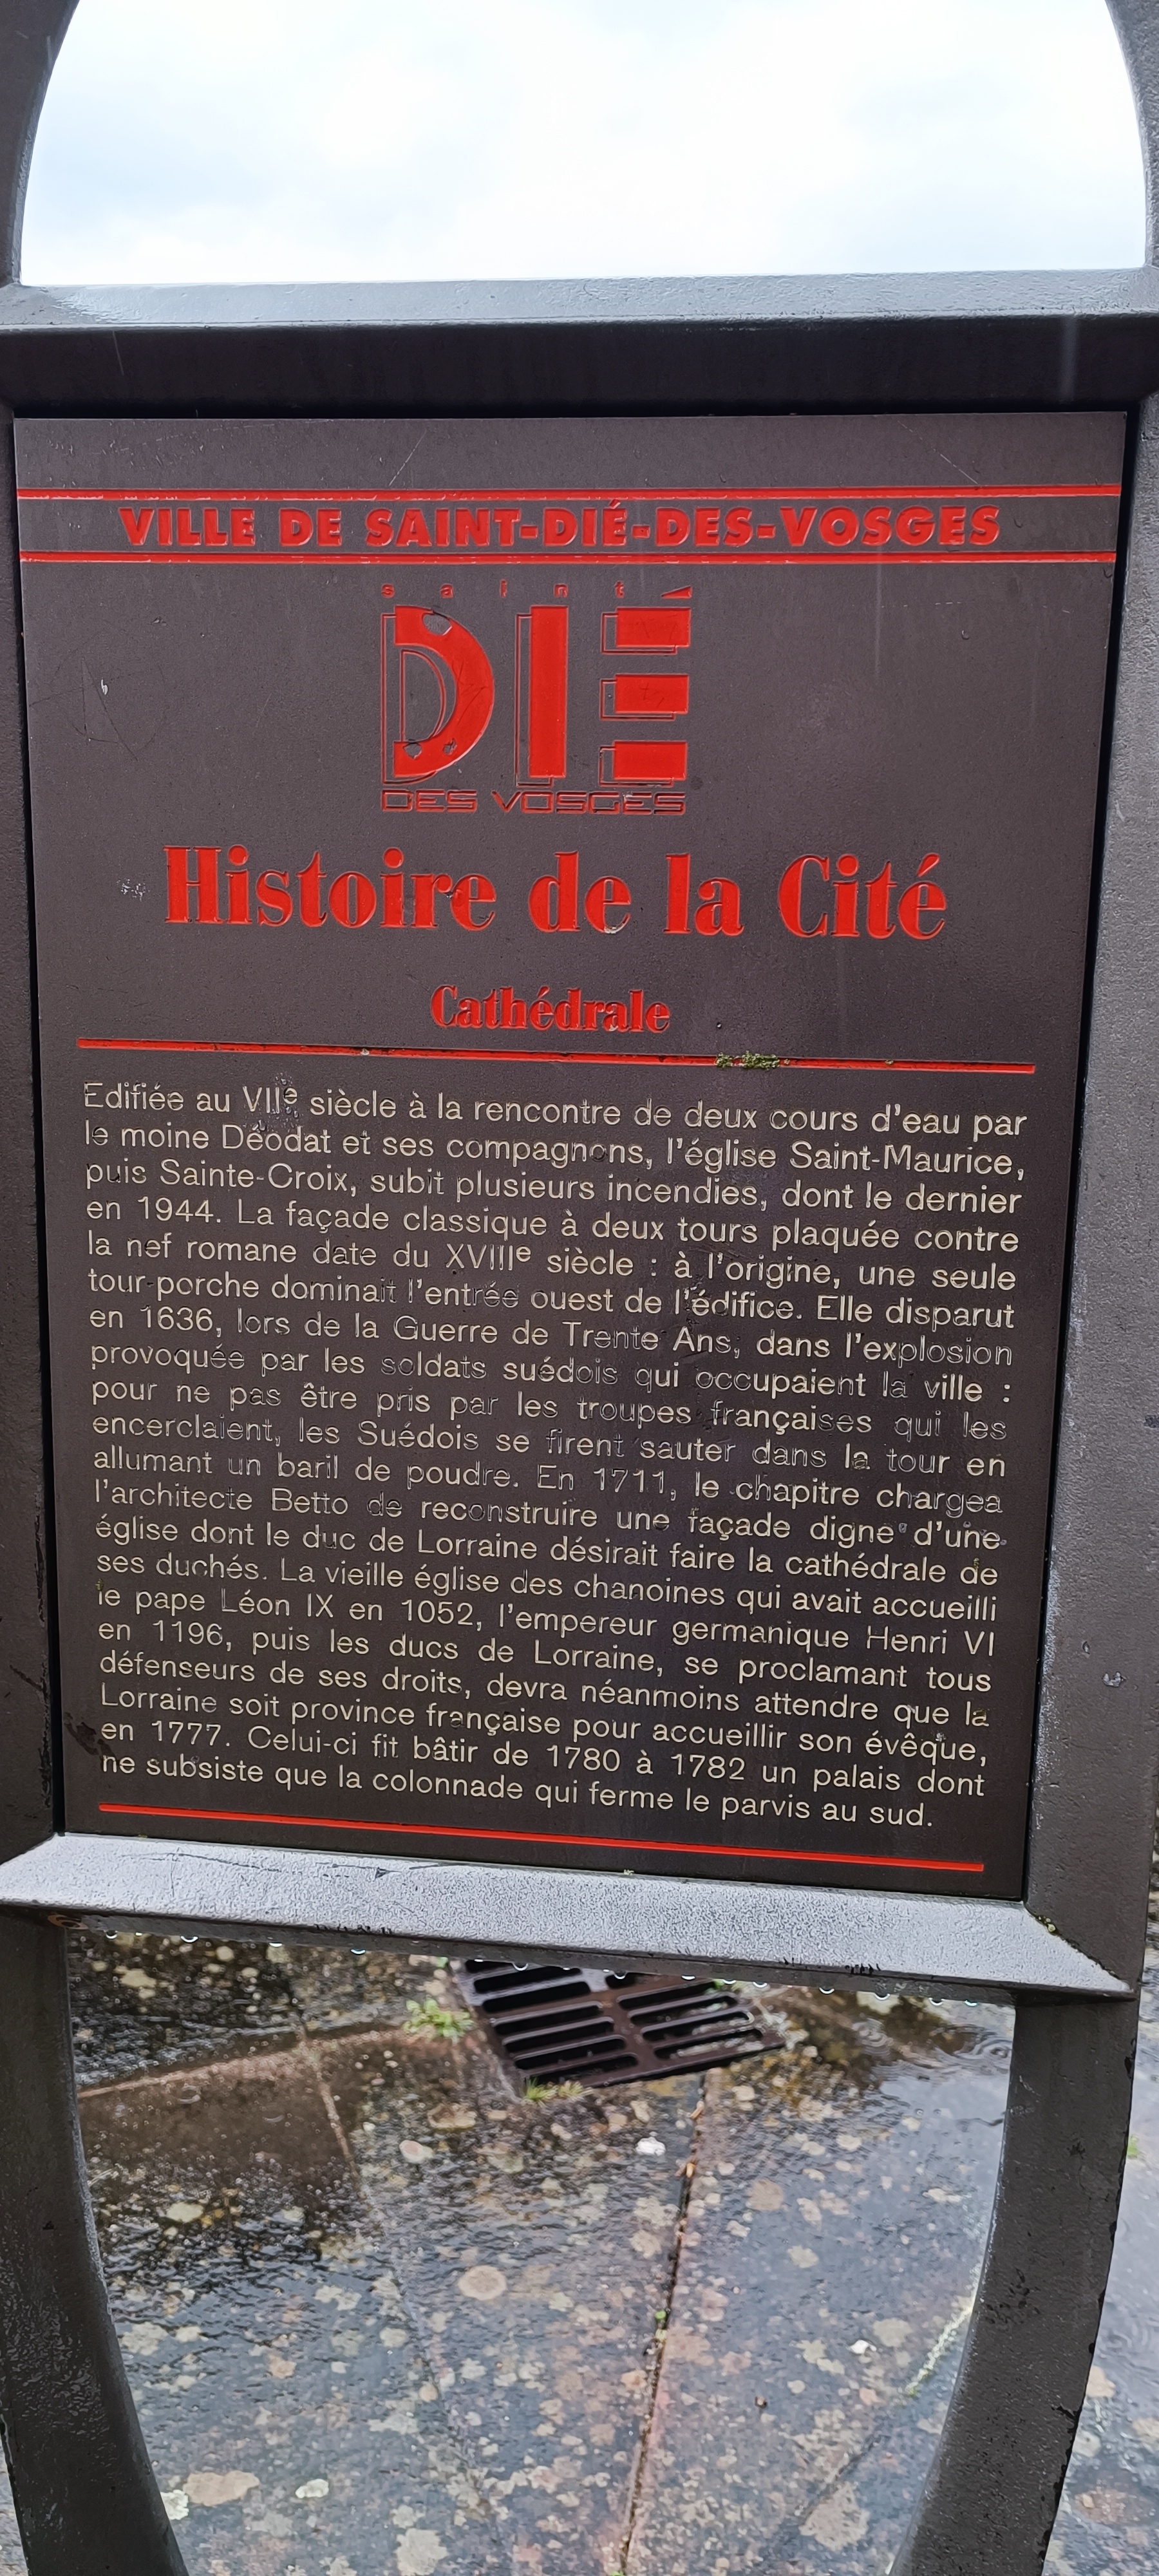 VILLE DE SAINT-DIÉ-DES-VOSGES
saint
DIÉ
DES VOSGES
Histoire de la Cité
Cathédrale
Edifiée au VIIe siècle à la rencontre de deux cours d'eau par
le moine Déodat et ses compagnons, l'église Saint-Maurice,
puis Sainte-Croix, subit plusieurs incendies, dont le dernier
en 1944. La façade classique à deux tours plaquée contre
la nef romane date du XVIIIe siècle : à l'origine, une seule
tour-porche dominait l'entrée ouest de l'édifice. Elle disparut
en 1636, lors de la Guerre de Trente Ans, dans l'explosion
provoquée par les soldats suédois qui occupaient la ville :
pour ne pas être pris par les troupes françaises qui les
encerclaient, les Suédois se firent sauter dans la tour en
allumant un baril de poudre. En 1711, le chapitre chargea
l'architecte Betto de reconstruire une façade digne d'une
église dont le duc de Lorraine désirait faire la cathédrale de
ses duchés. La vieille église des chanoines qui avait accueilli
le pape Léon IX en 1052, l'empereur germanique Henri VI
en 1196, puis les ducs de Lorraine, se proclamant tous
défenseurs de ses droits, devra néanmoins attendre que la
Lorraine soit province française pour accueillir son évêque,
en 1777. Celui-ci fit bâtir de 1780 à 1782 un palais dont
ne subsiste que la colonnade qui ferme le parvis au sud.